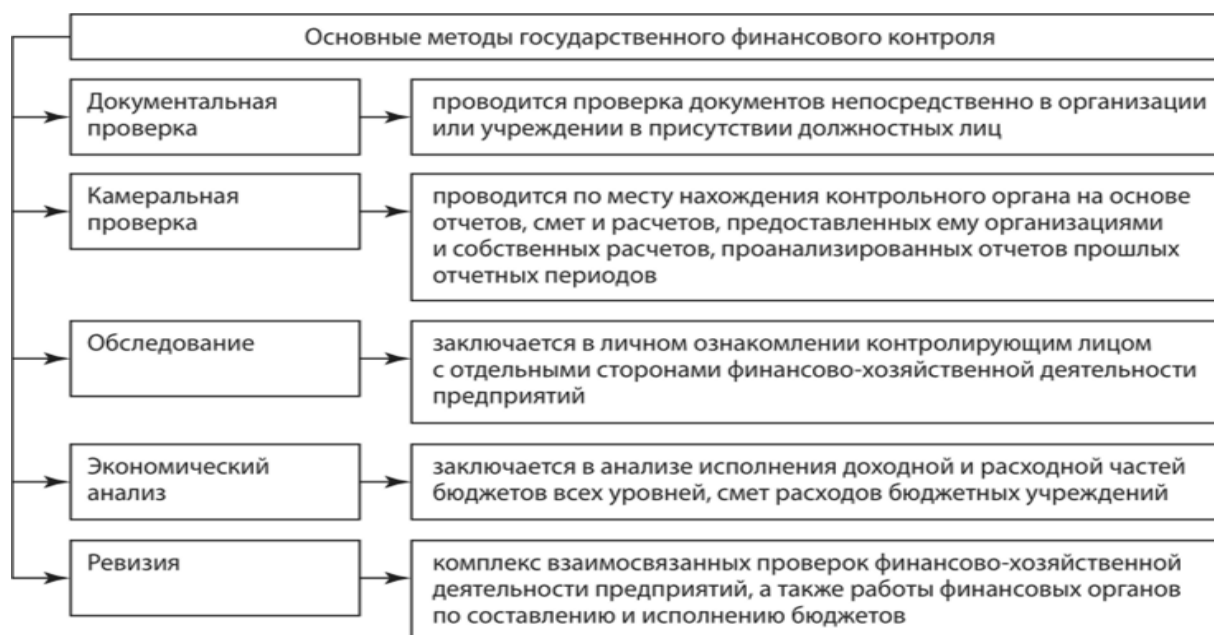 Основные методы государственного финансового контроля
Документальная
проверка
проводится проверка документов непосредственно в организации
или учреждении в присутствии должностных лиц
Камеральная
проверка
проводится по месту нахождения контрольного органа на основе
отчетов, смет и расчетов, предоставленных ему организациями
и собственных расчетов, проанализированных отчетов прошлых
отчетных периодов
Обследование
заключается в личном ознакомлении контролирующим лицом
с отдельными сторонами финансово-хозяйственной деятельности
предприятий
Экономический
анализ
заключается в анализе исполнения доходной и расходной частей
бюджетов всех уровней, смет расходов бюджетных учреждений
Ревизия
комплекс взаимосвязанных проверок финансово-хозяйственной
деятельности предприятий, а также работы финансовых органов
по составлению и исполнению бюджетов